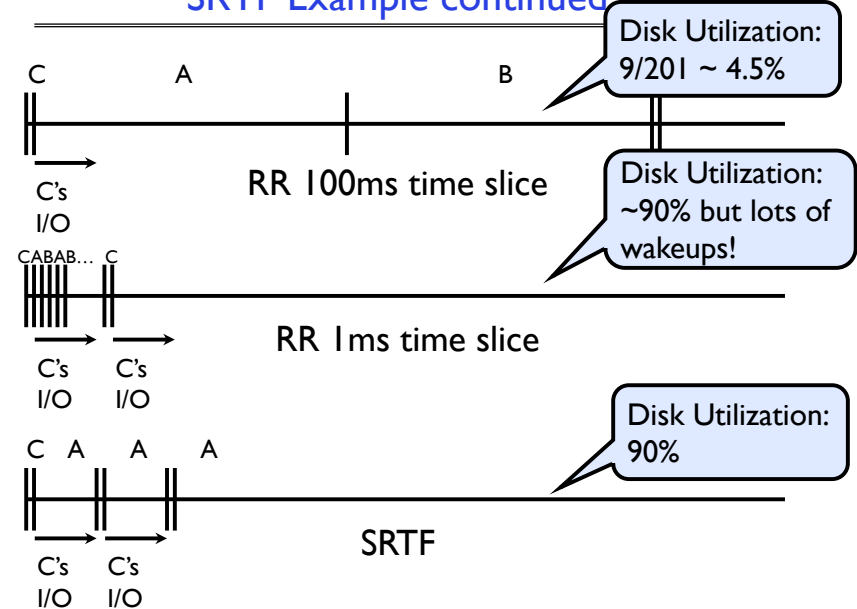 SRTF Example continued
Disk Utilization:
9/201 ~ 4.5%
C A B
C's
I/O
RR 100ms time slice
Disk Utilization:
~90% but lots of
wakeups!
CABAB... C
C's
I/O
C's
I/O
RR 1ms time slice
Disk Utilization:
90%
C A A A
C's
I/O
C's
I/O
SRTF